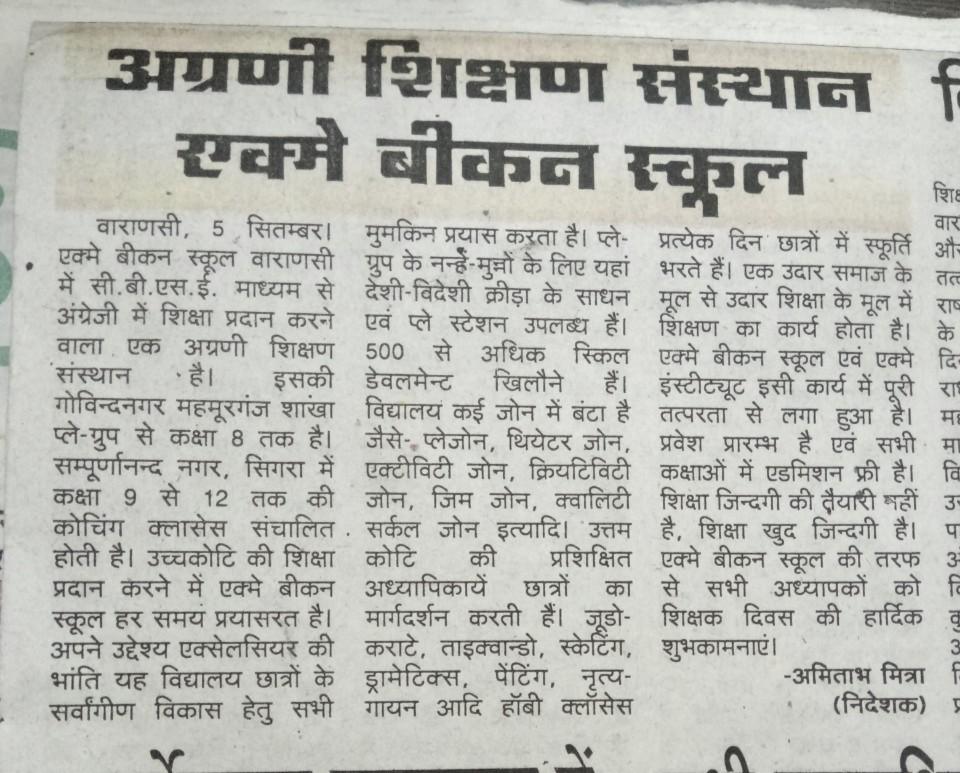 अग्रणी शिक्षण संस्थान
एक्मे बीकन स्कूल
वाराणसी, 5 सितम्बर।
एक्मे बीकन स्कूल वाराणसी
में सी.बी.एस.ई. माध्यम से
अंग्रेजी में शिक्षा प्रदान करने
वाला एक अग्रणी शिक्षण
संस्थान है। इसकी
गोविन्दनगर महमूरगंज शाखा
प्ले-ग्रुप से कक्षा 8 तक है।
सम्पूर्णानन्द नगर, सिगरा में
कक्षा 9 से 12 तक की
कोचिंग क्लासेस संचालित
होती है। उच्चकोटि की शिक्षा
प्रदान करने में एक्मे बीकन
स्कूल हर समय प्रयासरत है।
अपने उद्देश्य एक्सेलसियर की
भांति यह विद्यालय छात्रों के
सर्वांगीण विकास हेतु सभी
मुमकिन प्रयास करता है। प्ले-
ग्रुप के नन्हें-मुन्नों के लिए यहां
देशी-विदेशी क्रीड़ा के साधन
एवं प्ले स्टेशन उपलब्ध हैं।
500 से अधिक स्किल
डेवलमेन्ट खिलौने हैं।
विद्यालय कई जोन में बंटा है
जैसे- प्लेजोन, थियेटर जोन,
एक्टीविटी जोन, क्रियटिविटी
जोन, जिम जोन, क्वालिटी
सर्कल जोन इत्यादि। उत्तम
कोटि की प्रशिक्षित
अध्यापिकायें छात्रों का
मार्गदर्शन करती हैं। जूडो-
कराटे, ताइक्वान्डो, स्केटिंग,
ड्रामेटिक्स, पेंटिंग, नृत्य-
गायन आदि हॉबी क्लॉसेस
प्रत्येक दिन छात्रों में स्फूर्ति
भरते हैं। एक उदार समाज के
मूल से उदार शिक्षा के मूल में
शिक्षण का कार्य होता है।
एक्मे बीकन स्कूल एवं एक्मे
इंस्टीट्यूट इसी कार्य में पूरी
तत्परता से लगा हुआ है।
प्रवेश प्रारम्भ है एवं सभी
कक्षाओं में एडमिशन फ्री है।
शिक्षा जिन्दगी की तैयारी नहीं
है, शिक्षा खुद जिन्दगी है।
एक्मे बीकन स्कूल की तरफ
से सभी अध्यापकों को
शिक्षक दिवस की हार्दिक
शुभकामनाएं।
-अमिताभ मित्रा
(निदेशक)